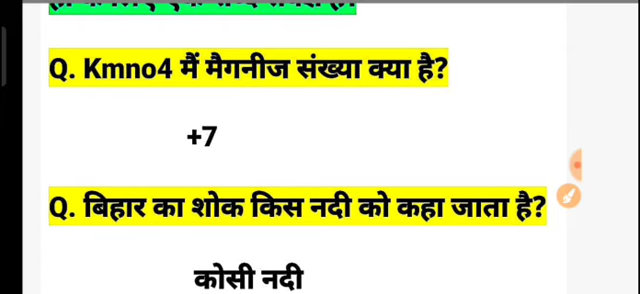 Q. Kmno4 मैं मैगनीज संख्या क्या है?
+7
Q. बिहार का शोक किस नदी को कहा जाता है?
कोसी नदी